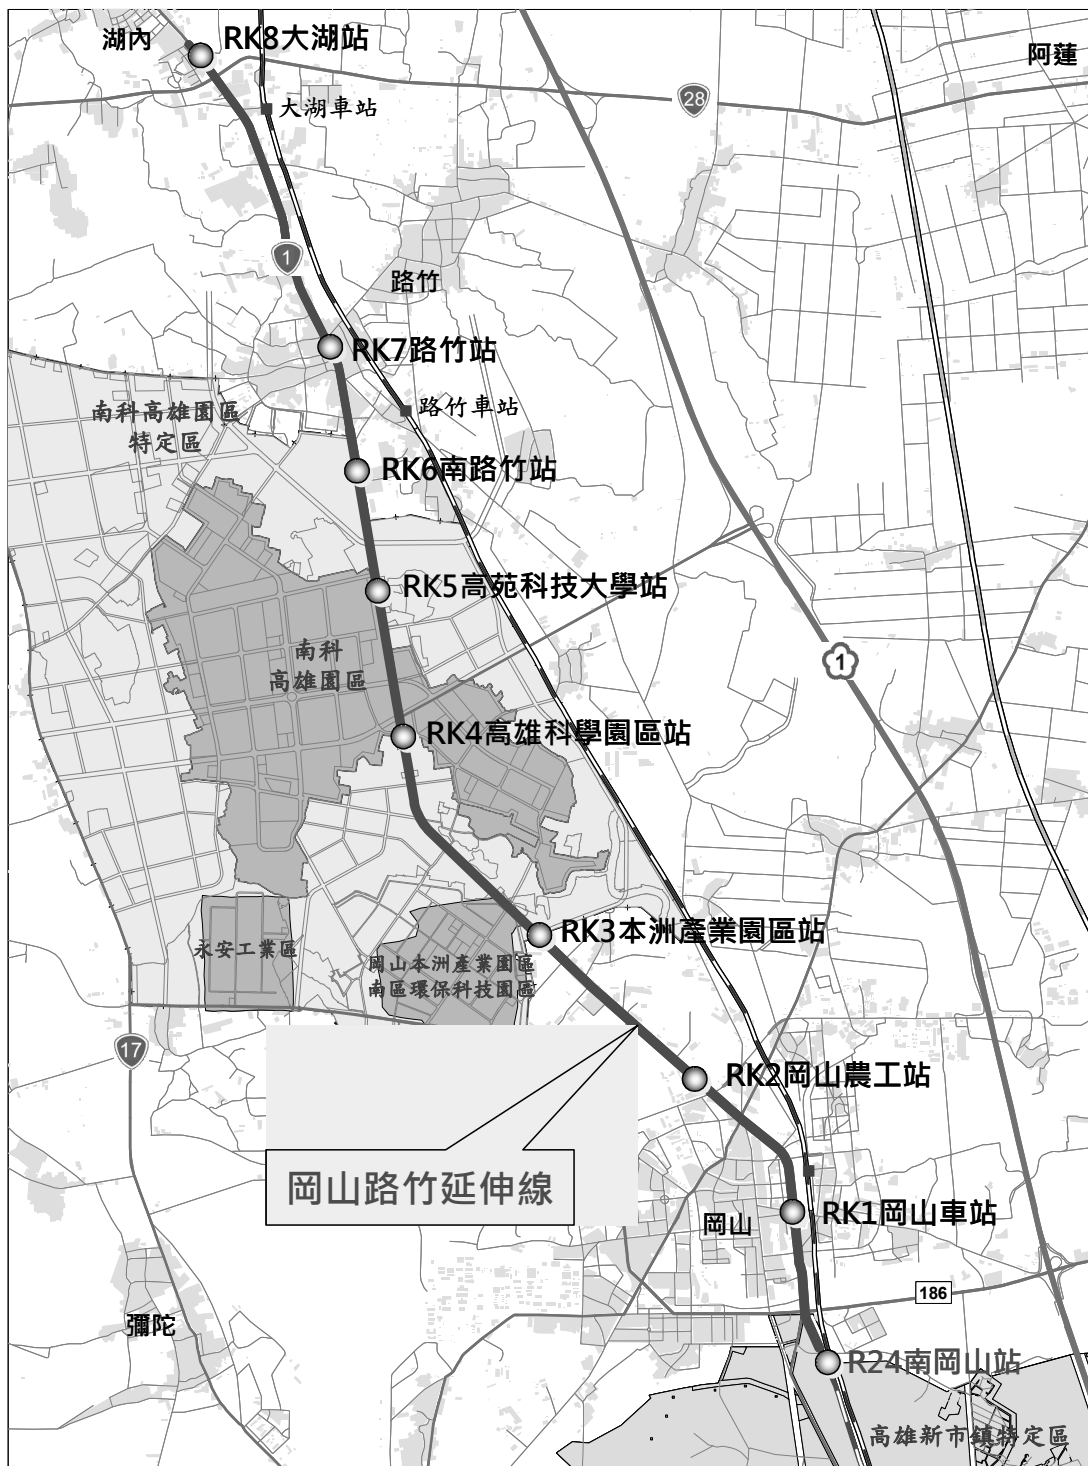 湖內
RK8大湖站
阿蓮
大湖車站
28
1
路竹
RK7路竹站
南科高雄園區
特定區
路竹車站
RK6南路竹站
RK5高苑科技大學站
南科
高雄園區
1
RK4高雄科學園區站
RK3本洲產業園區站
永安工業區
岡山本洲產業園區
南區環保科技園區
17
RK2岡山農工站
岡山路竹延伸線
RK1岡山車站
岡山
186
彌陀
R24南岡山站
高雄新市鎮特定區